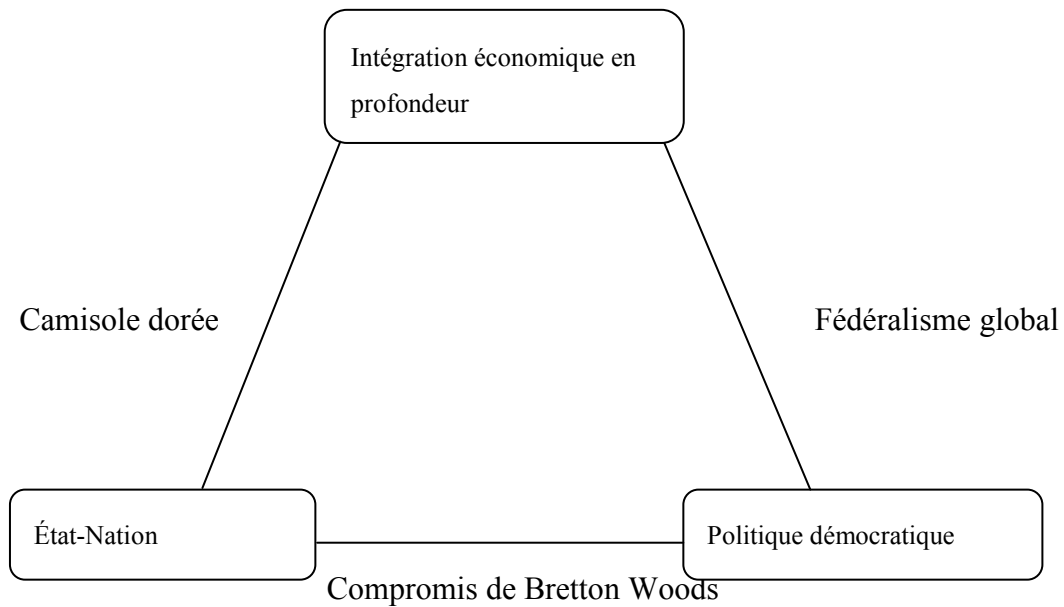 Intégration économique en
profondeur
Camisole dorée
Fédéralisme global
État-Nation
Politique démocratique
Compromis de Bretton Woods